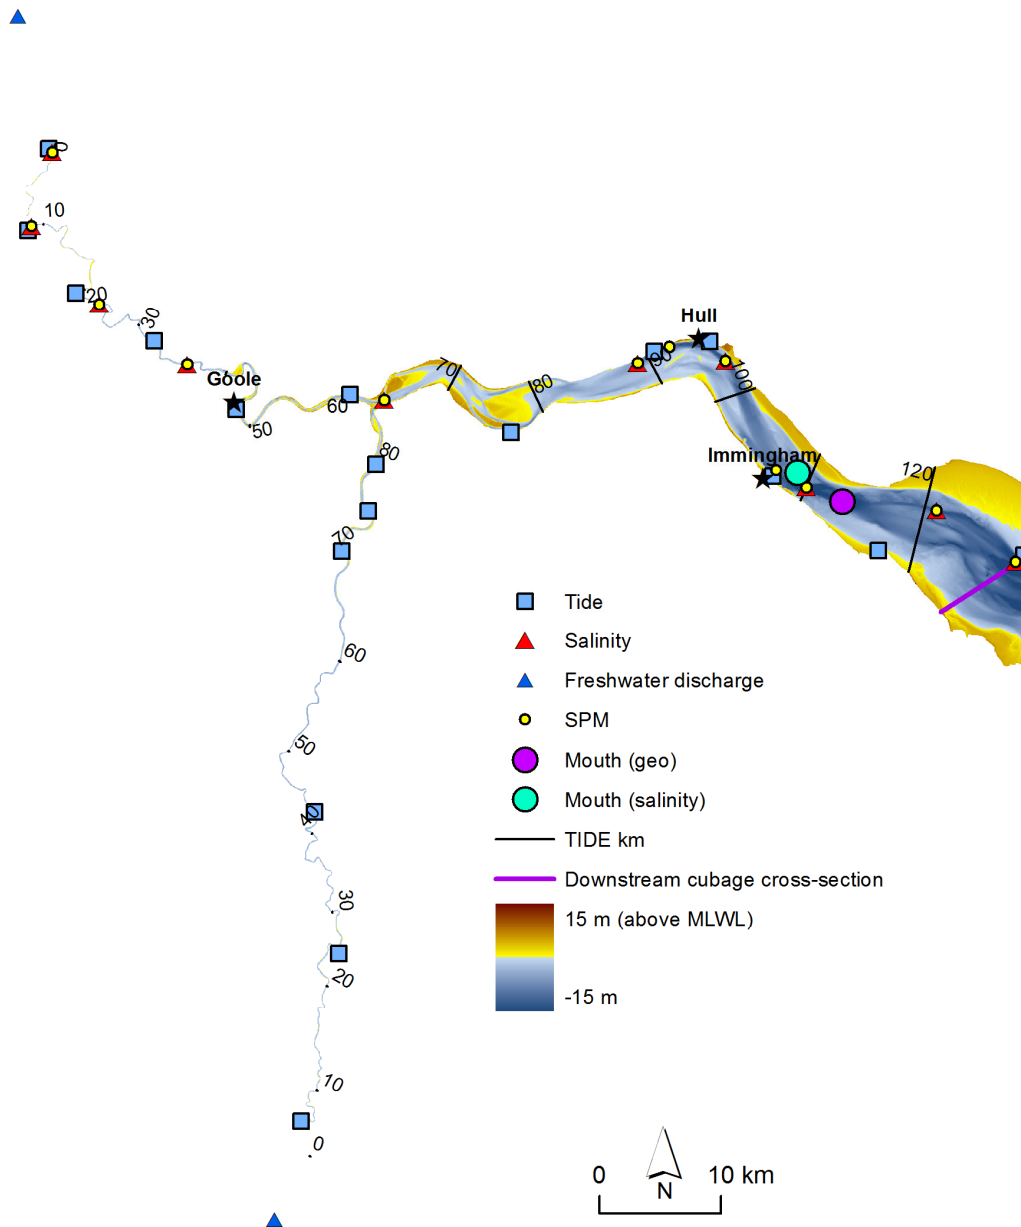 0
10
20
30
Goole
50
60
70
80
90
Hull
100
Immingham
120
80
70
60
50
40
30
20
10
0
Tide
Salinity
Freshwater discharge
SPM
Mouth (geo)
Mouth (salinity)
TIDE km
Downstream cubage cross-section
15 m (above MLWL)
-15 m
0 10 km
N